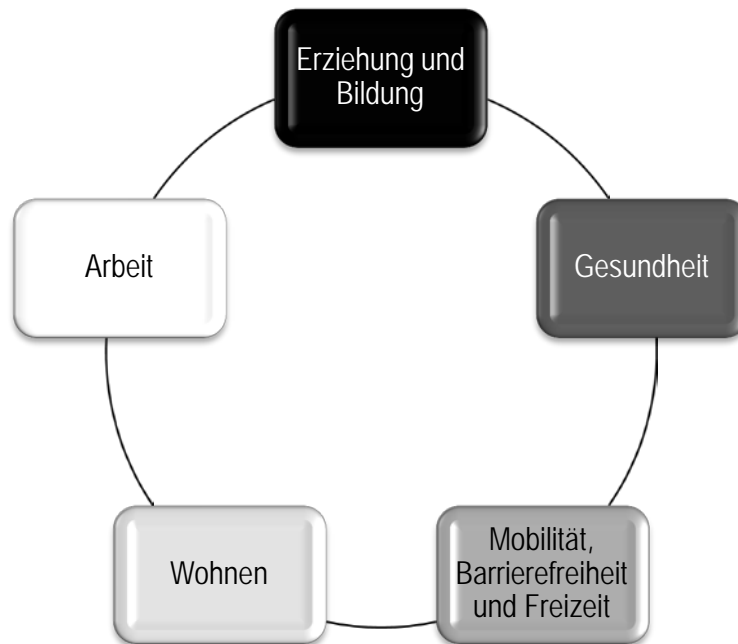 Erziehung und
Bildung
Gesundheit
Mobilität,
Barrierefreiheit
und Freizeit
Wohnen
Arbeit